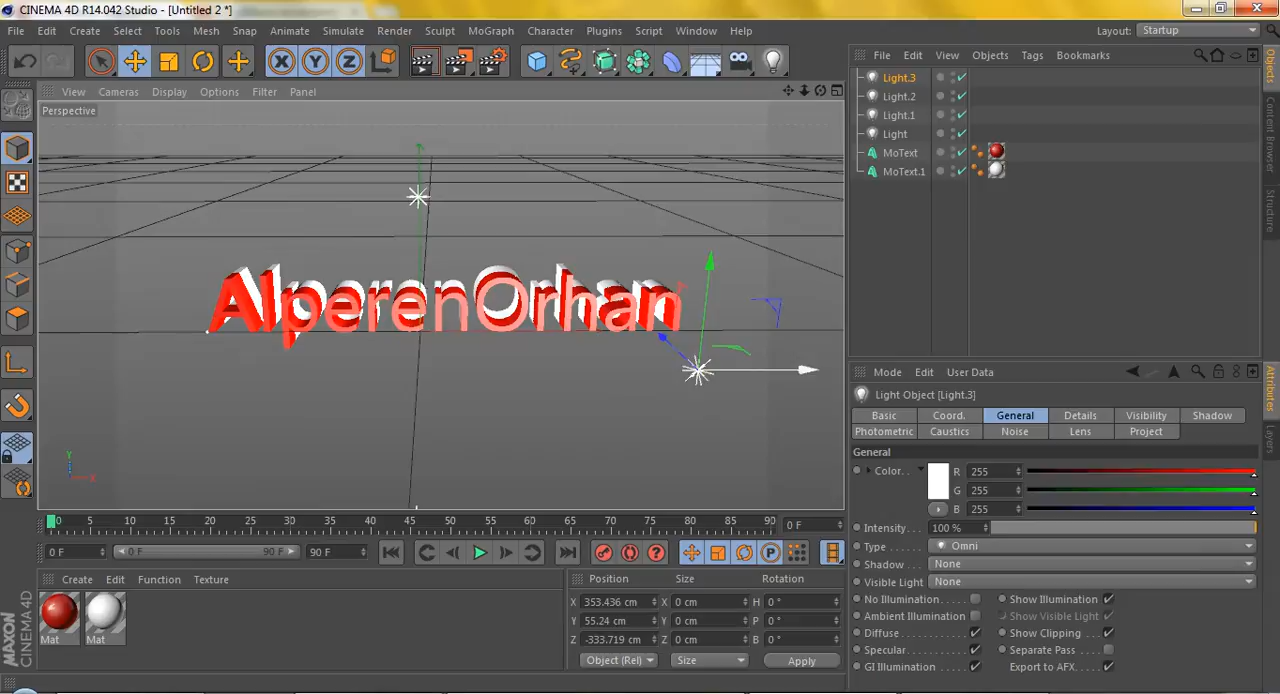 CINEMA 4D R14.042 Studio - [Untitled 2 *]
File Edit Create Select Tools Mesh Snap Animate Simulate Render Sculpt MoGraph Character Plugins Script Window Help Layout: Startup
X Y Z
View Cameras Display Options Filter Panel
Perspective
AlperenOrhan
Y
X
File Edit View Objects Tags Bookmarks
Light.3
Light.2
Light.1
Light
MoText
MoText.1
Objects
Content Browser
Structure
Mode Edit User Data
Light Object [Light.3]
Basic Coord. General Details Visibility Shadow
Photometric Caustics Noise Lens Project
General
Color. . R 255
G 255
B 255
Intensity . . . 100 %
Type . . . . . Omni
Shadow . . . None
Visible Light . None
No Illumination . Show Illumination
Ambient Illumination Show Visible Light
Diffuse . . . . Show Clipping
Specular . . . Separate Pass
GI Illumination . Export to AFX.
Attributes
Layers
0 5 10 15 20 25 30 35 40 45 50 55 60 65 70 75 80 85 90 0 F
0 F 0 F 90 F 90 F
P
Create Edit Function Texture
Mat Mat
MAXON
CINEMA 4D
Position Size Rotation
X 353.436 cm X 0 cm H 0 °
Y 55.24 cm Y 0 cm P 0 °
Z -333.719 cm Z 0 cm B 0 °
Object (Rel) Size Apply